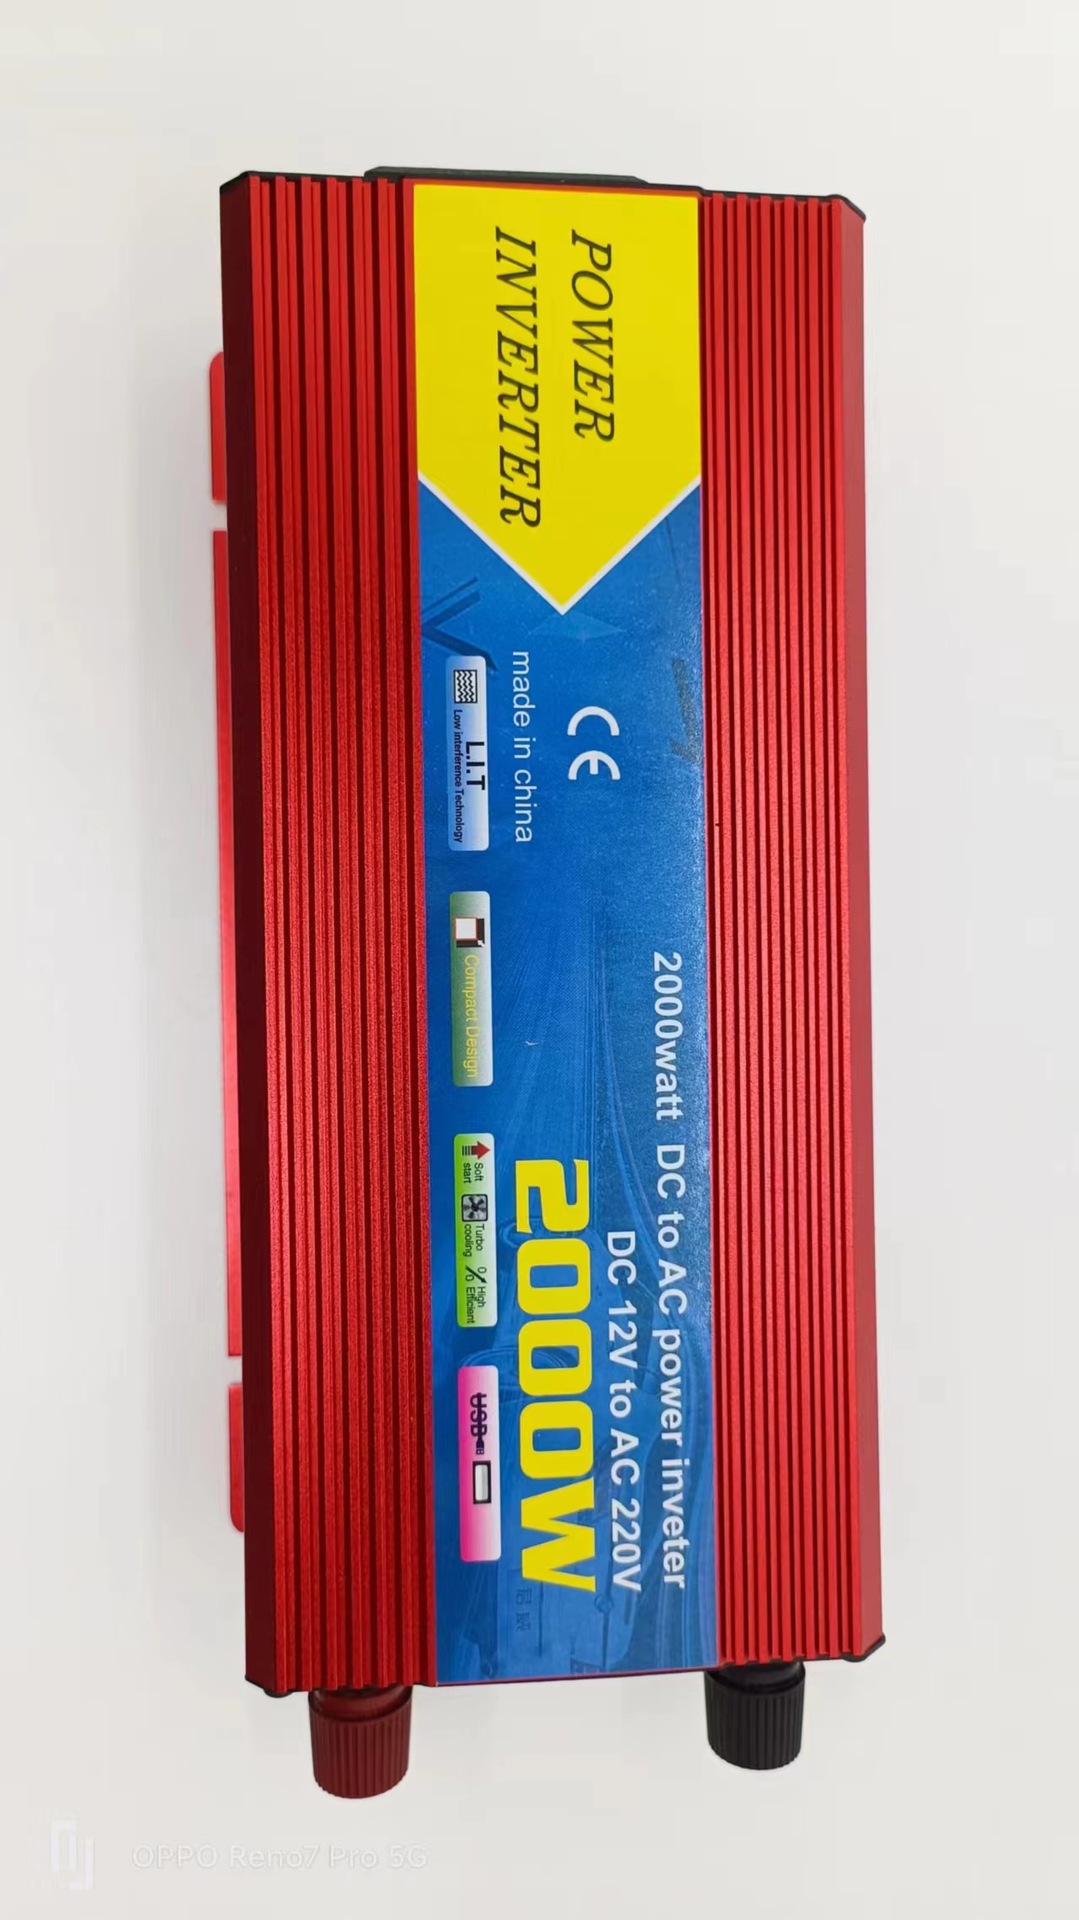 POWER
INVERTER
CE
made in china
2000watt DC to AC power inveter
DC 12V to AC 220V
2000W
L.I.T
Low interference Technology
Compact Design
Soft
start
Turbo
cooling
High
Efficient
USB
OPPO Reno7 Pro 5G